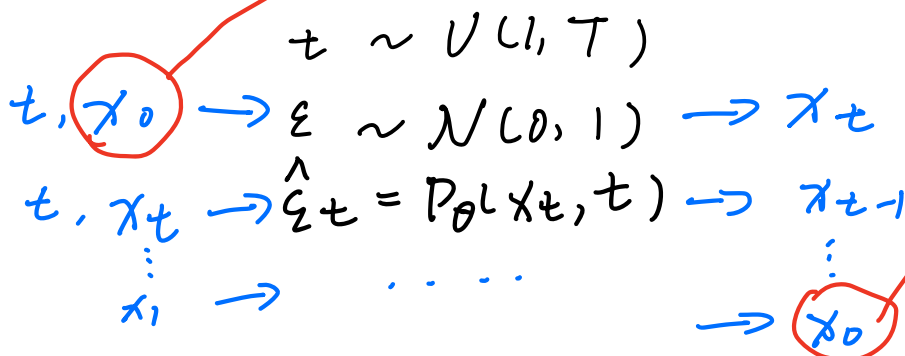 t ~ U(1, T)
t, x₀ → ε ~ N(0, 1) → xₜ
t, xₜ → ε̂ₜ = Pθ(xₜ, t) → xₜ₋₁
⋮ ⋮
x₁ → · · · ·
→ x₀